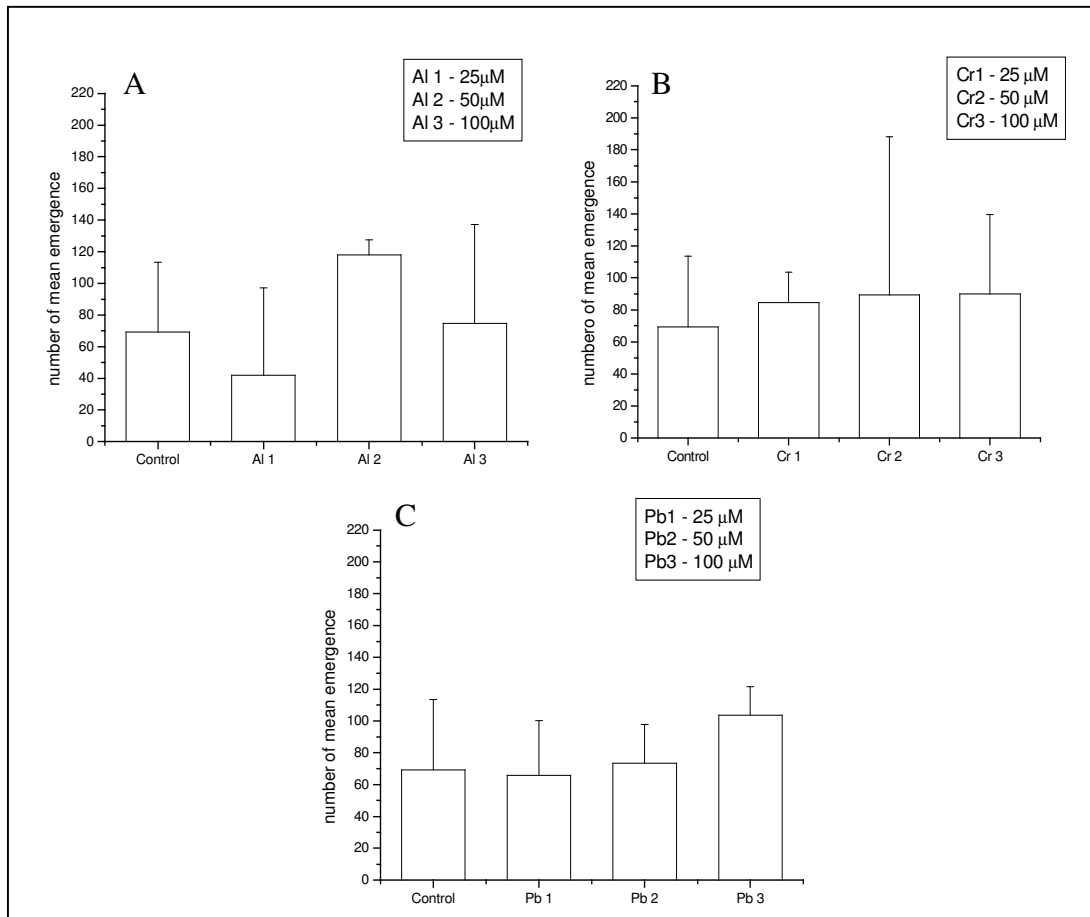 A
Al 1 - 25μM
Al 2 - 50μM
Al 3 - 100μM
number of mean emergence
220
200
180
160
140
120
100
80
60
40
20
0
Control Al 1 Al 2 Al 3
B
Cr1 - 25 μM
Cr2 - 50 μM
Cr3 - 100 μM
numbero of mean emergence
220
200
180
160
140
120
100
80
60
40
20
0
Control Cr 1 Cr 2 Cr 3
C
Pb1 - 25 μM
Pb2 - 50 μM
Pb3 - 100 μM
number of mean emergence
220
200
180
160
140
120
100
80
60
40
20
0
Control Pb 1 Pb 2 Pb 3